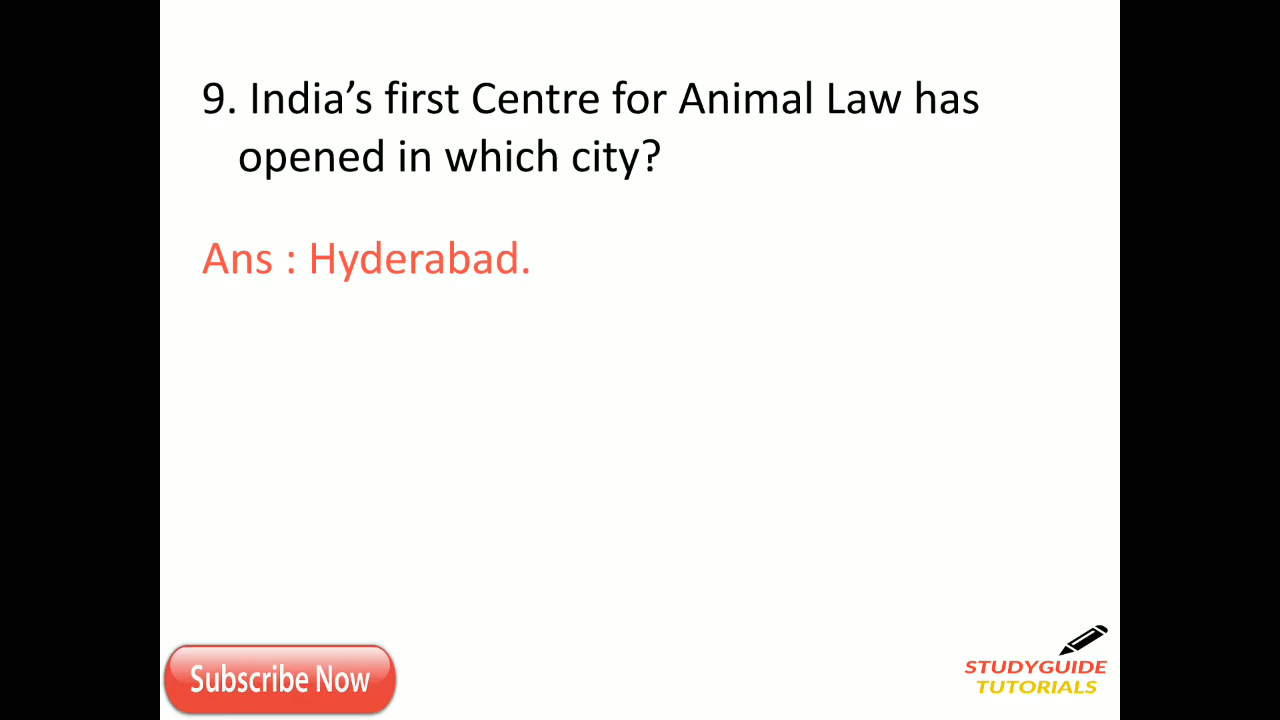 9. India’s first Centre for Animal Law has
opened in which city?
Ans : Hyderabad.
Subscribe Now
STUDYGUIDE
TUTORIALS